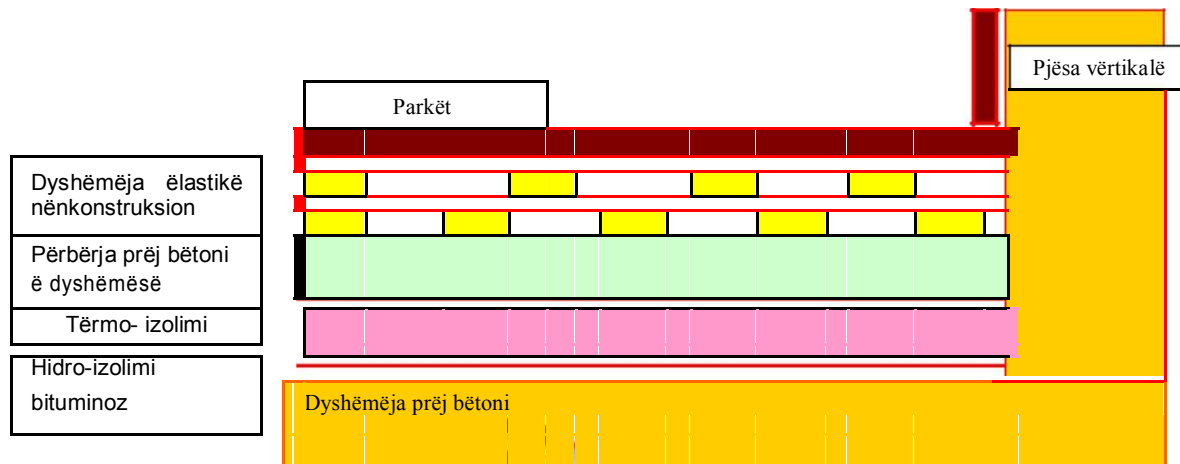 Pjësa vërtikalë
Parkët
Dyshëmëja ëlastikë
nënkonstruksion
Përbërja prëj bëtoni
ë dyshëmësë
Tërmo- izolimi
Hidro-izolimi
bituminoz
Dyshëmëja prëj bëtoni